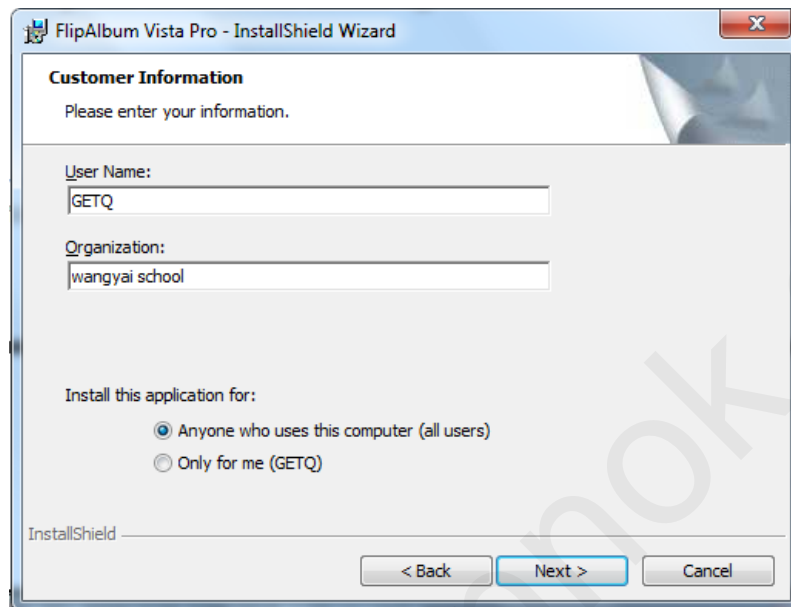 FlipAlbum Vista Pro - InstallShield Wizard
Customer Information
Please enter your information.
User Name:
GETQ
Organization:
wangyai school
Install this application for:
Anyone who uses this computer (all users)
Only for me (GETQ)
InstallShield
< Back Next > Cancel